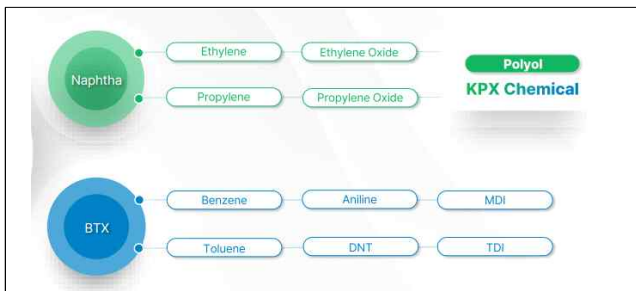 Naphtha
Ethylene
Ethylene Oxide
Propylene
Propylene Oxide
Polyol
KPX Chemical
BTX
Benzene
Aniline
MDI
Toluene
DNT
TDI